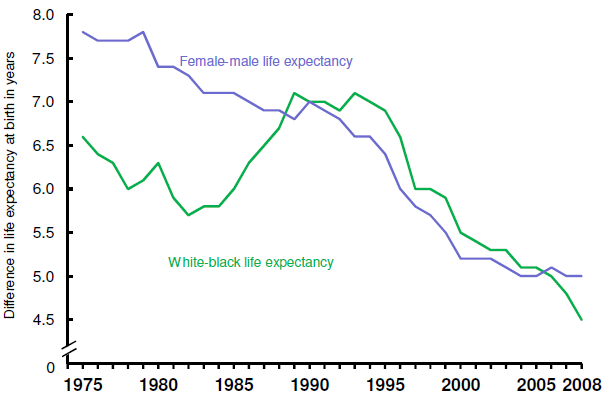 Difference in life expectancy at birth in years
8.0
7.5
7.0
6.5
6.0
5.5
5.0
4.5
0
Female-male life expectancy
White-black life expectancy
1975 1980 1985 1990 1995 2000 2005 2008